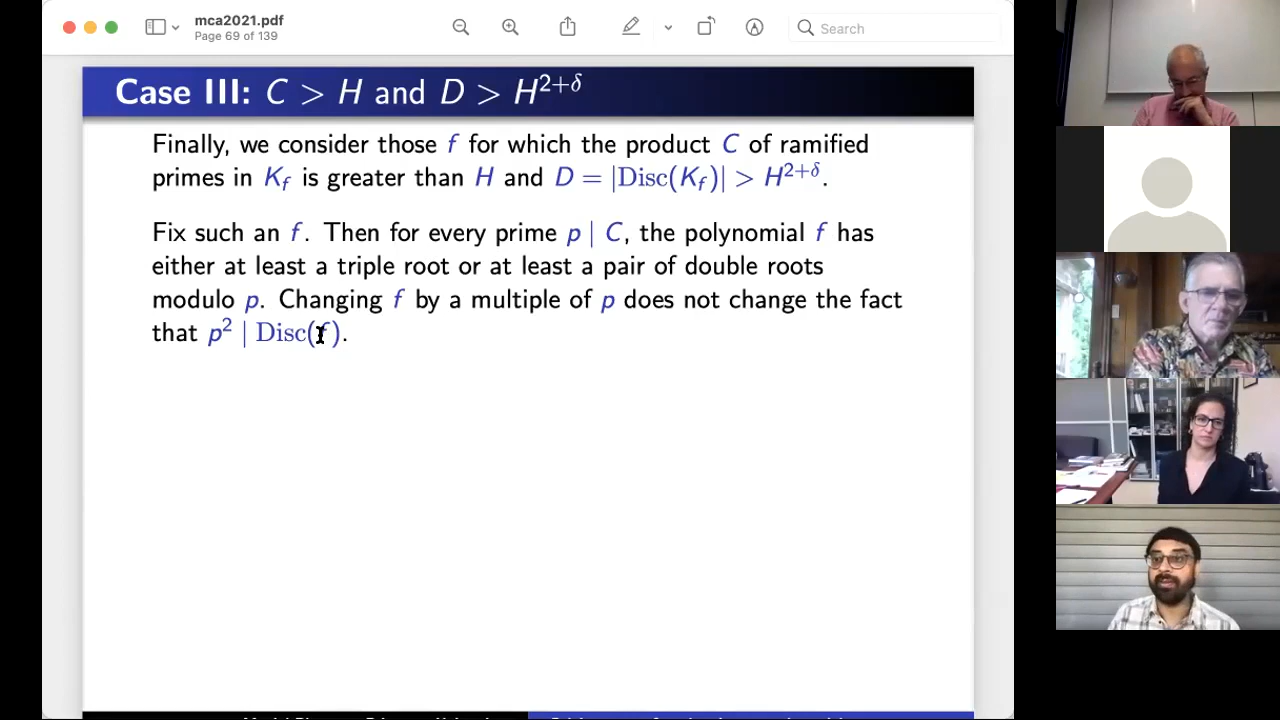 mca2021.pdf
Page 69 of 139
Search
Case III: C > H and D > H^{2+δ}
Finally, we consider those f for which the product C of ramified
primes in K_f is greater than H and D = |Disc(K_f)| > H^{2+δ}.
Fix such an f. Then for every prime p | C, the polynomial f has
either at least a triple root or at least a pair of double roots
modulo p. Changing f by a multiple of p does not change the fact
that p² | Disc(f).